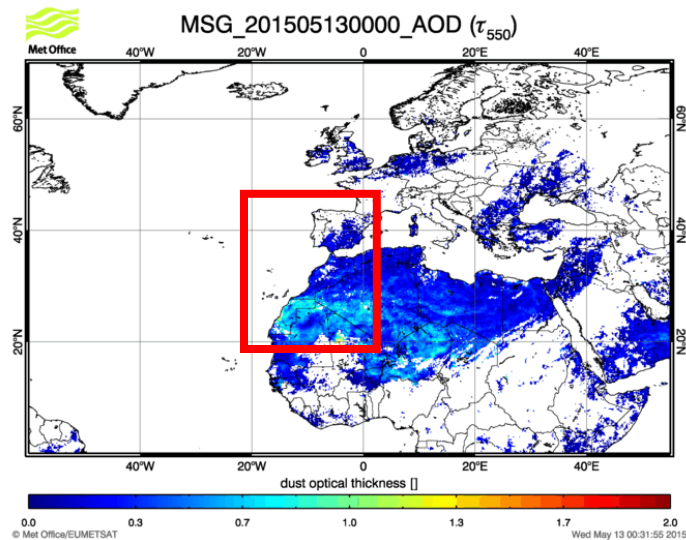 MSG_201505130000_AOD (τ550)
Met Office
40°W 20°W 0 20°E 40°E
60°N 60°N
40°N 40°N
20°N 20°N
40°W 20°W 0 20°E 40°E
dust optical thickness []
0.0 0.3 0.7 1.0 1.3 1.7 2.0
© Met Office/EUMETSAT Wed May 13 00:31:55 2015